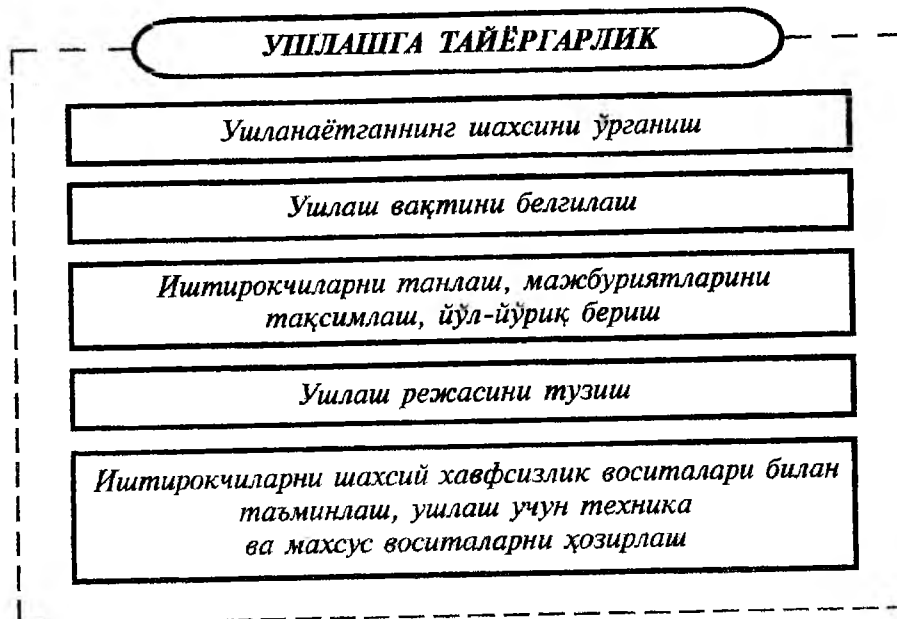 УШЛАШГА ТАЙЁРГАРЛИК
Ушланаётганнинг шахсини ўрганиш
Ушлаш вақтини белгилаш
Иштирокчиларни танлаш, мажбуриятларини
тақсимлаш, йўл-йўриқ бериш
Ушлаш режасини тузиш
Иштирокчиларни шахсий хавфсизлик воситалари билан
таъминлаш, ушлаш учун техника
ва махсус воситаларни ҳозирлаш